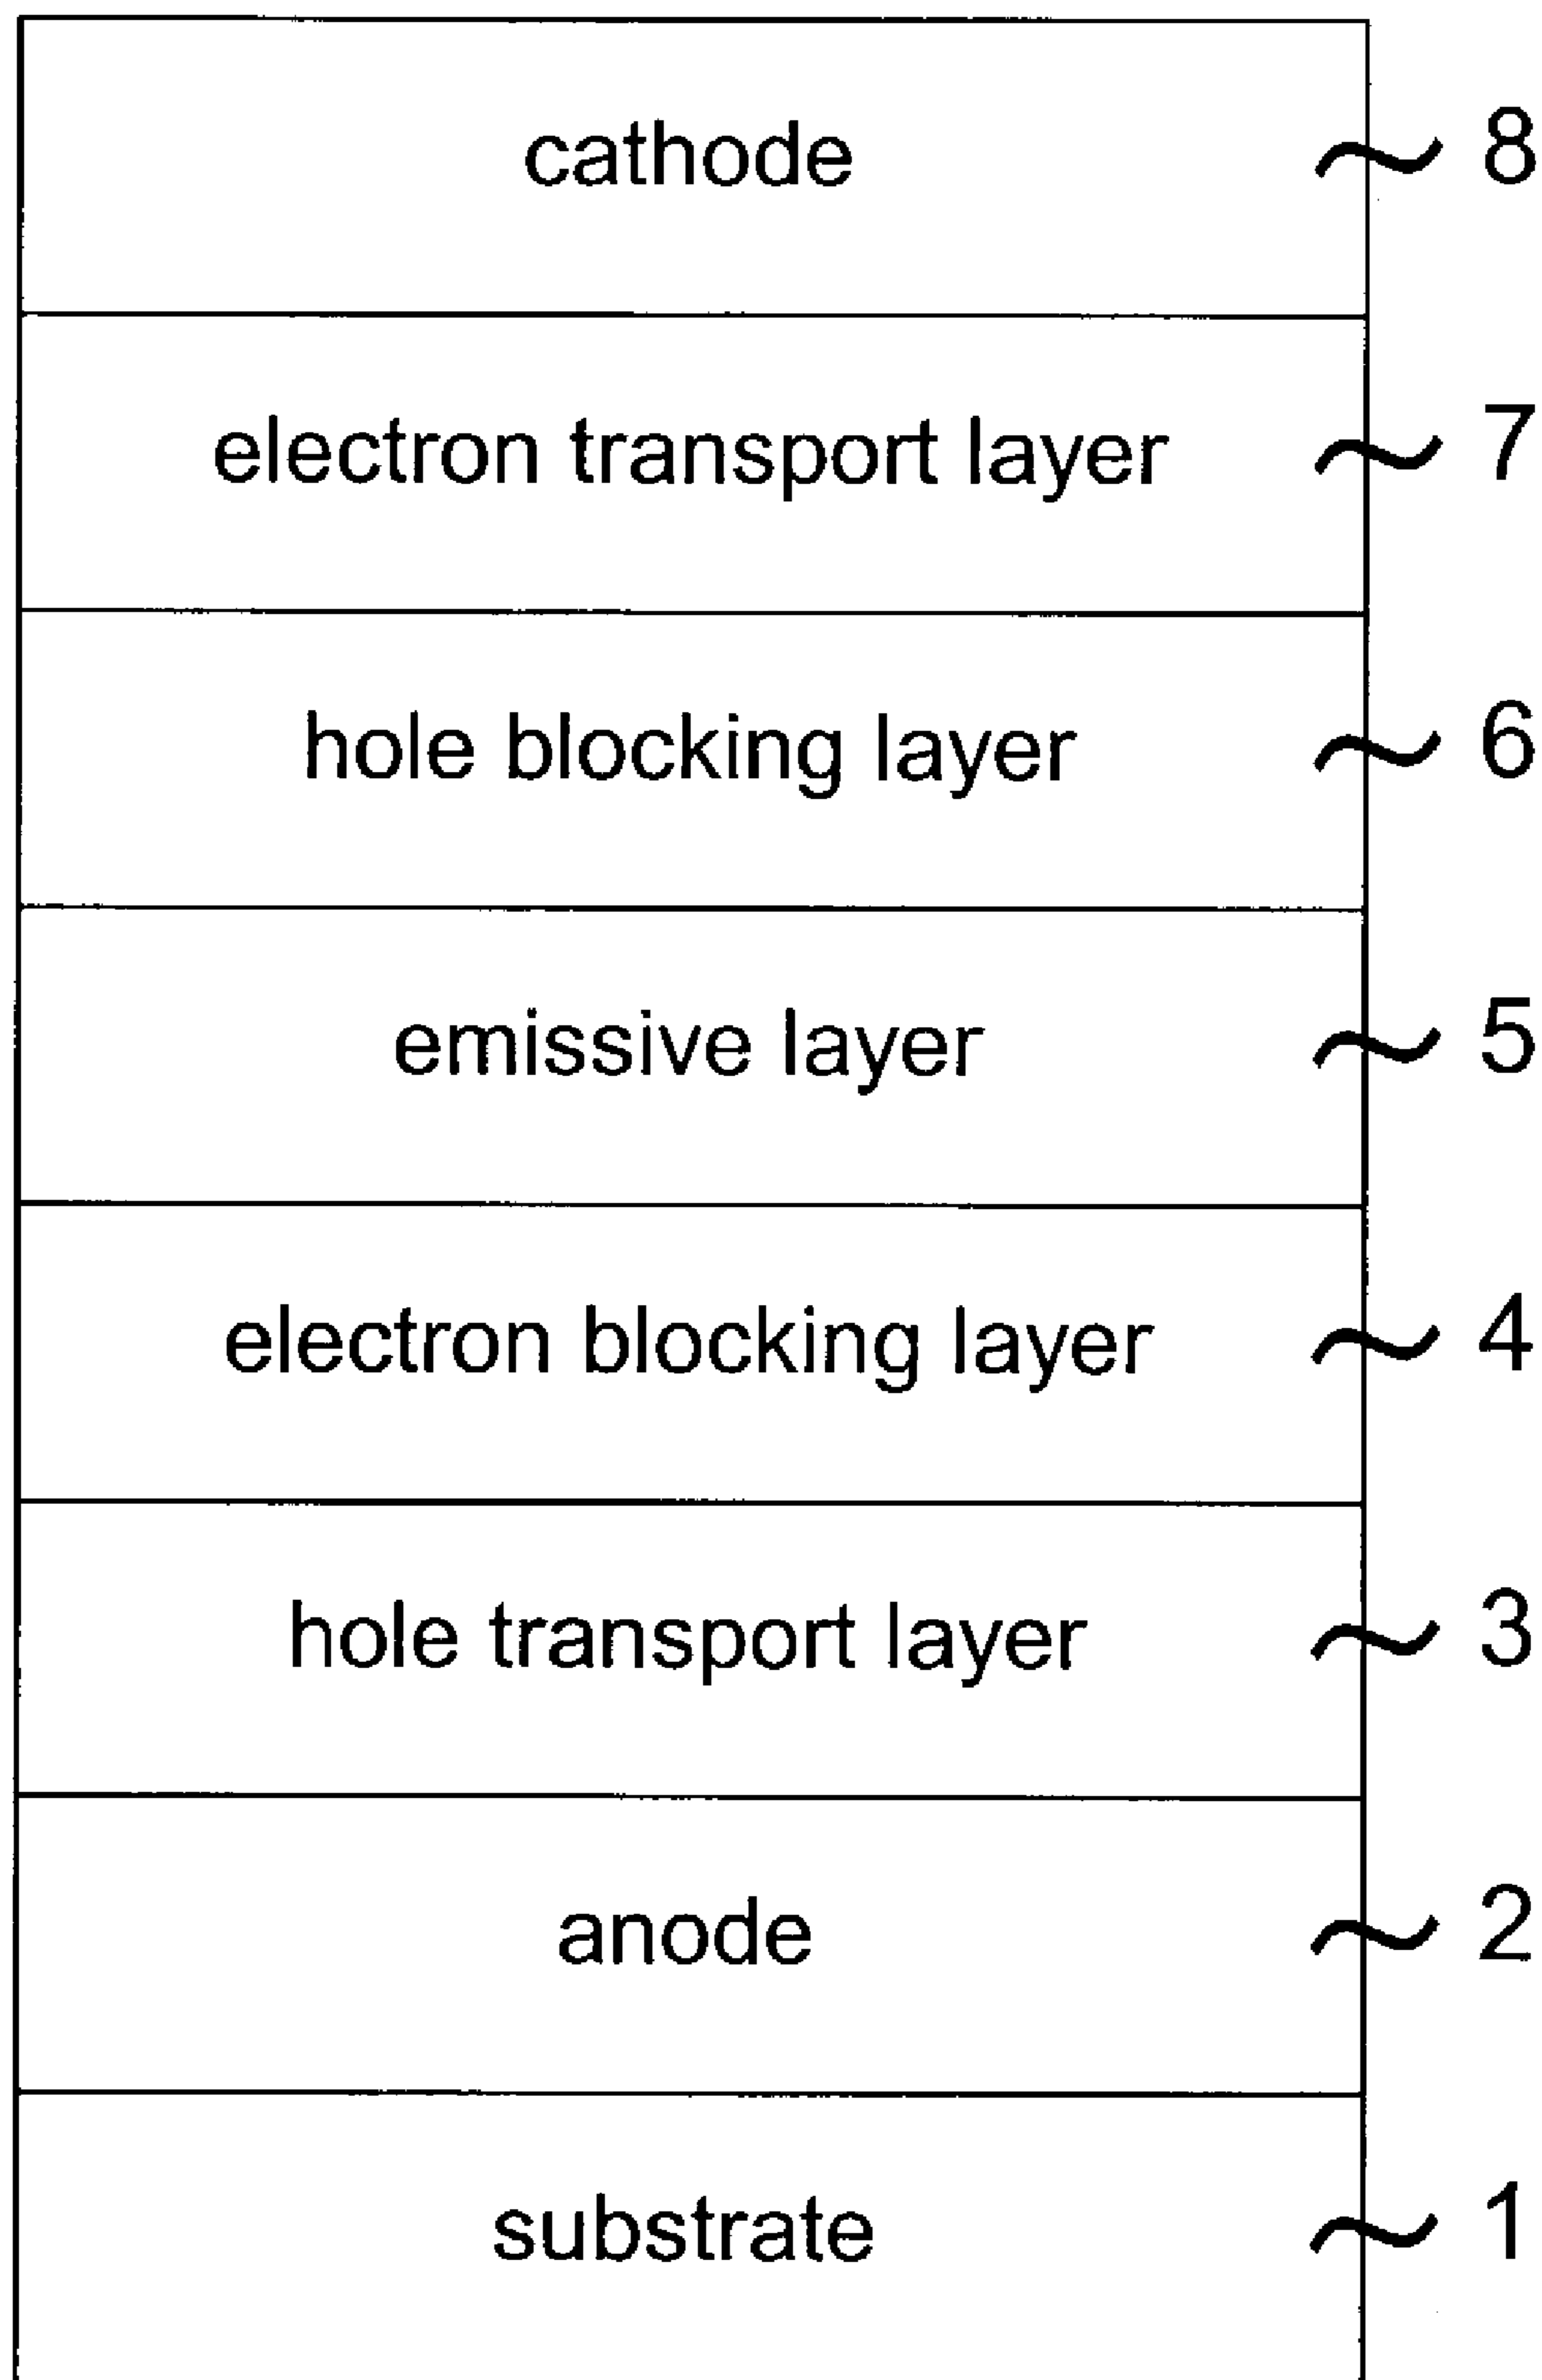 cathode 8
electron transport layer 7
hole blocking layer 6
emissive layer 5
electron blocking layer 4
hole transport layer 3
anode 2
substrate 1